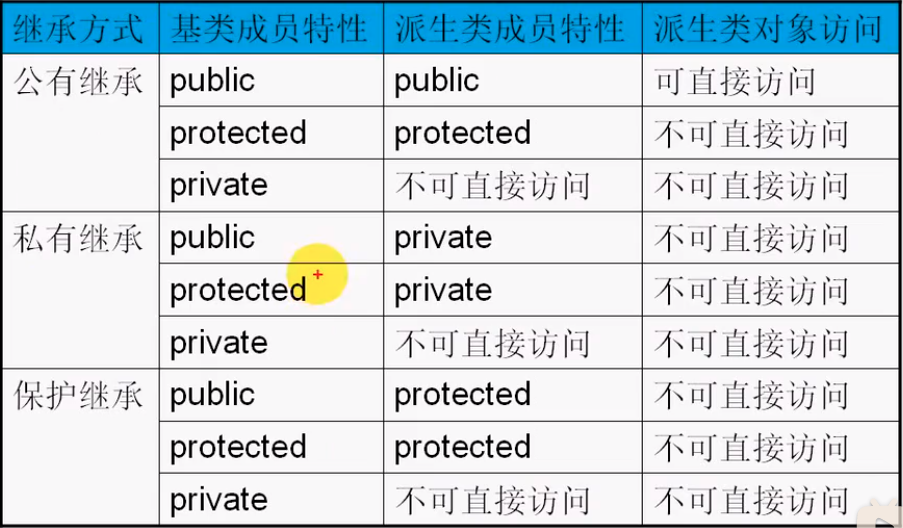 继承方式 基类成员特性 派生类成员特性 派生类对象访问
公有继承 public public 可直接访问
protected protected 不可直接访问
private 不可直接访问 不可直接访问
私有继承 public private 不可直接访问
protected private 不可直接访问
private 不可直接访问 不可直接访问
保护继承 public protected 不可直接访问
protected protected 不可直接访问
private 不可直接访问 不可直接访问